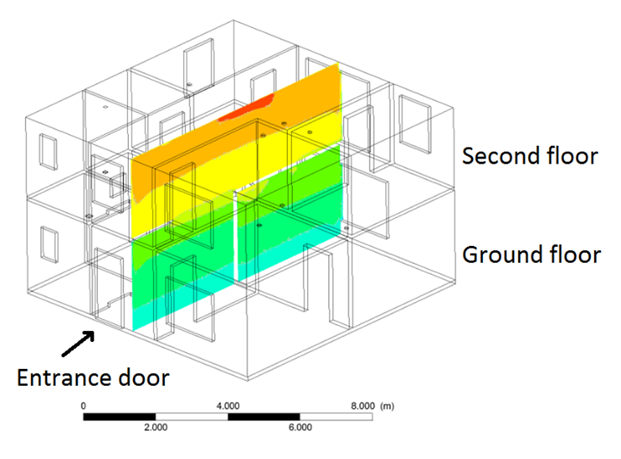 Second floor
Ground floor
Entrance door
0 4.000 8.000 (m)
2.000 6.000